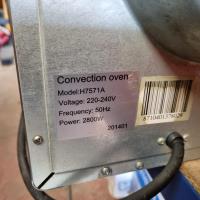 Convection oven
Model:H7571A
Voltage: 220-240V
Frequency: 50Hz
Power: 2800W
201401